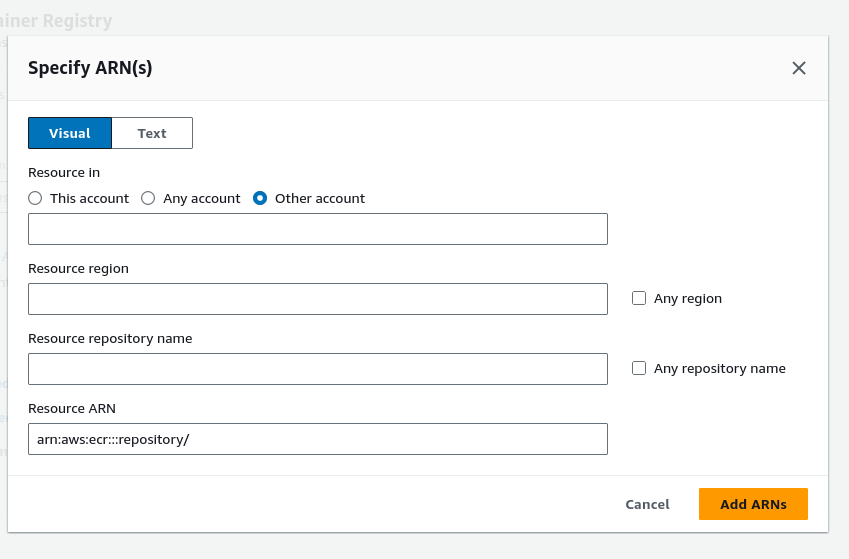 ainer Registry
Specify ARN(s)
Visual Text
Resource in
This account Any account Other account
Resource region
Any region
Resource repository name
Any repository name
Resource ARN
arn:aws:ecr:::repository/
Cancel Add ARNs